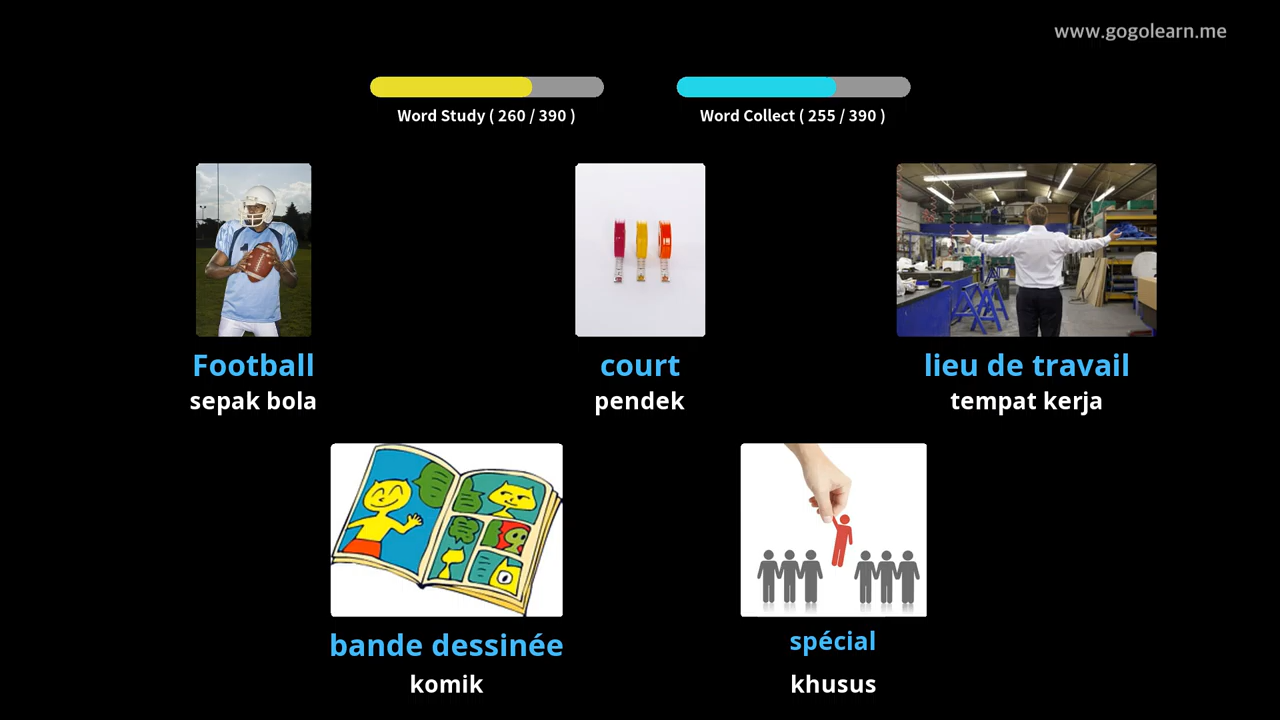 www.gogolearn.me
Word Study ( 260 / 390 )
Word Collect ( 255 / 390 )
Football
sepak bola
court
pendek
lieu de travail
tempat kerja
bande dessinée
komik
spécial
khusus